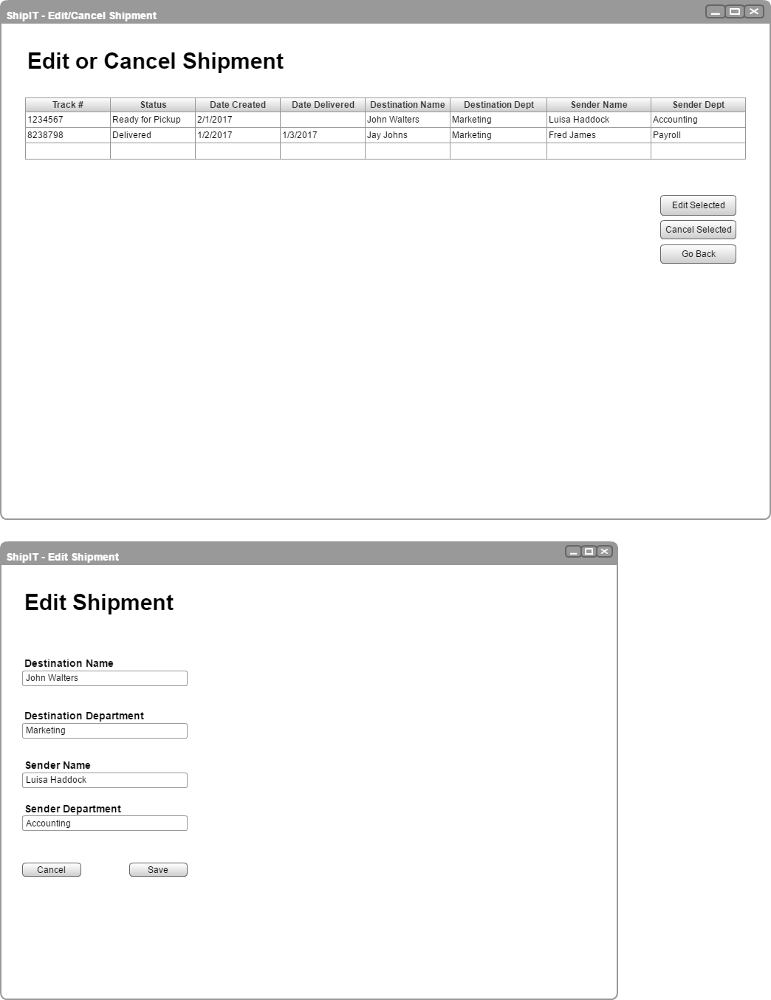 ShipIT - Edit/Cancel Shipment
Edit or Cancel Shipment
Track # Status Date Created Date Delivered Destination Name Destination Dept Sender Name Sender Dept
1234567 Ready for Pickup 2/1/2017 John Walters Marketing Luisa Haddock Accounting
8238798 Delivered 1/2/2017 1/3/2017 Jay Johns Marketing Fred James Payroll
Edit Selected
Cancel Selected
Go Back
ShipIT - Edit Shipment
Edit Shipment
Destination Name
John Walters
Destination Department
Marketing
Sender Name
Luisa Haddock
Sender Department
Accounting
Cancel Save